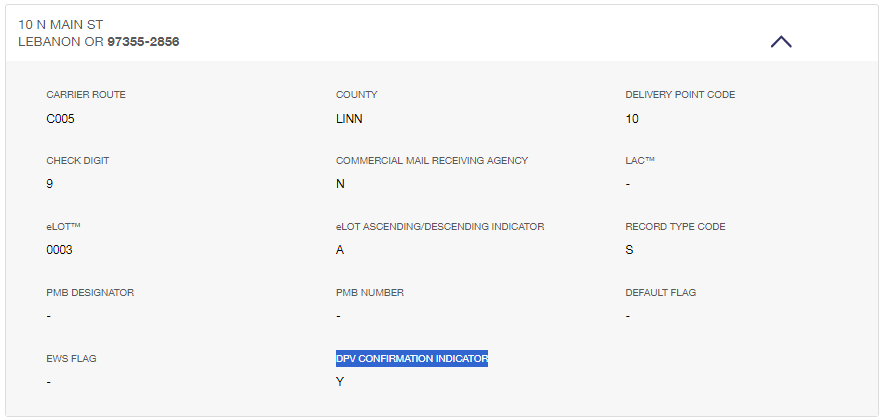 10 N MAIN ST
LEBANON OR 97355-2856
CARRIER ROUTE COUNTY DELIVERY POINT CODE
C005 LINN 10
CHECK DIGIT COMMERCIAL MAIL RECEIVING AGENCY LAC™
9 N -
eLOT™ eLOT ASCENDING/DESCENDING INDICATOR RECORD TYPE CODE
0003 A S
PMB DESIGNATOR PMB NUMBER DEFAULT FLAG
- - -
EWS FLAG DPV CONFIRMATION INDICATOR
- Y